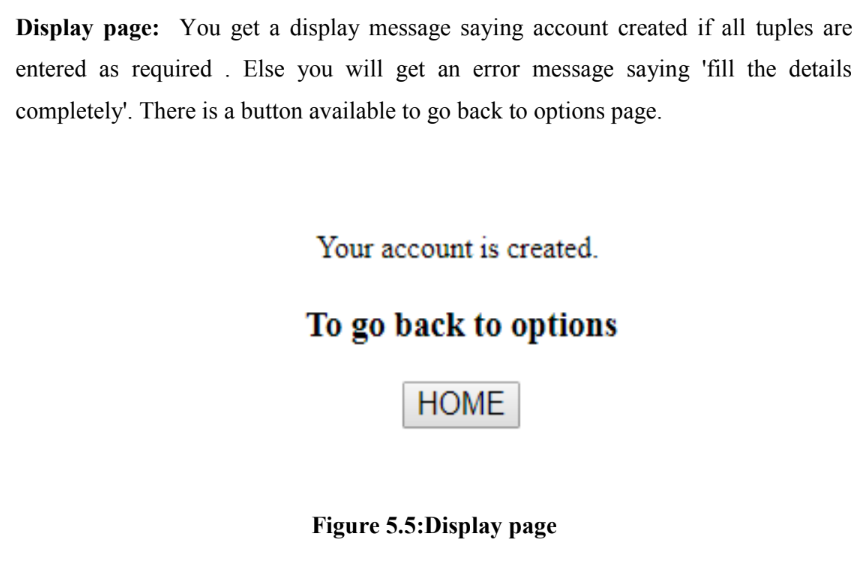 Display page: You get a display message saying account created if all tuples are
entered as required . Else you will get an error message saying 'fill the details
completely'. There is a button available to go back to options page.
Your account is created.
To go back to options
HOME
Figure 5.5:Display page